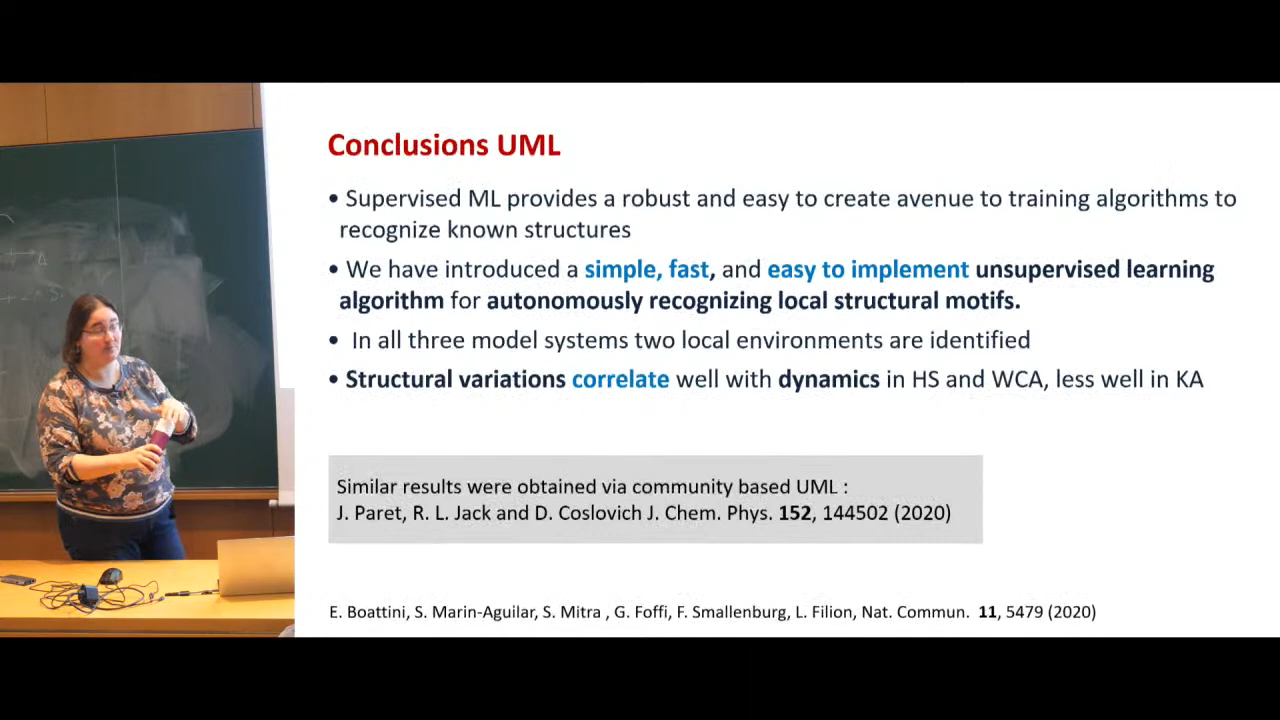 Conclusions UML
• Supervised ML provides a robust and easy to create avenue to training algorithms to
recognize known structures
• We have introduced a simple, fast, and easy to implement unsupervised learning
algorithm for autonomously recognizing local structural motifs.
• In all three model systems two local environments are identified
• Structural variations correlate well with dynamics in HS and WCA, less well in KA
Similar results were obtained via community based UML :
J. Paret, R. L. Jack and D. Coslovich J. Chem. Phys. 152, 144502 (2020)
E. Boattini, S. Marin-Aguilar, S. Mitra , G. Foffi, F. Smallenburg, L. Filion, Nat. Commun. 11, 5479 (2020)